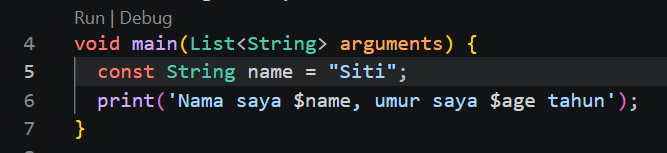 Run | Debug
4 void main(List<String> arguments) {
5 const String name = "Siti";
6 print('Nama saya $name, umur saya $age tahun');
7 }